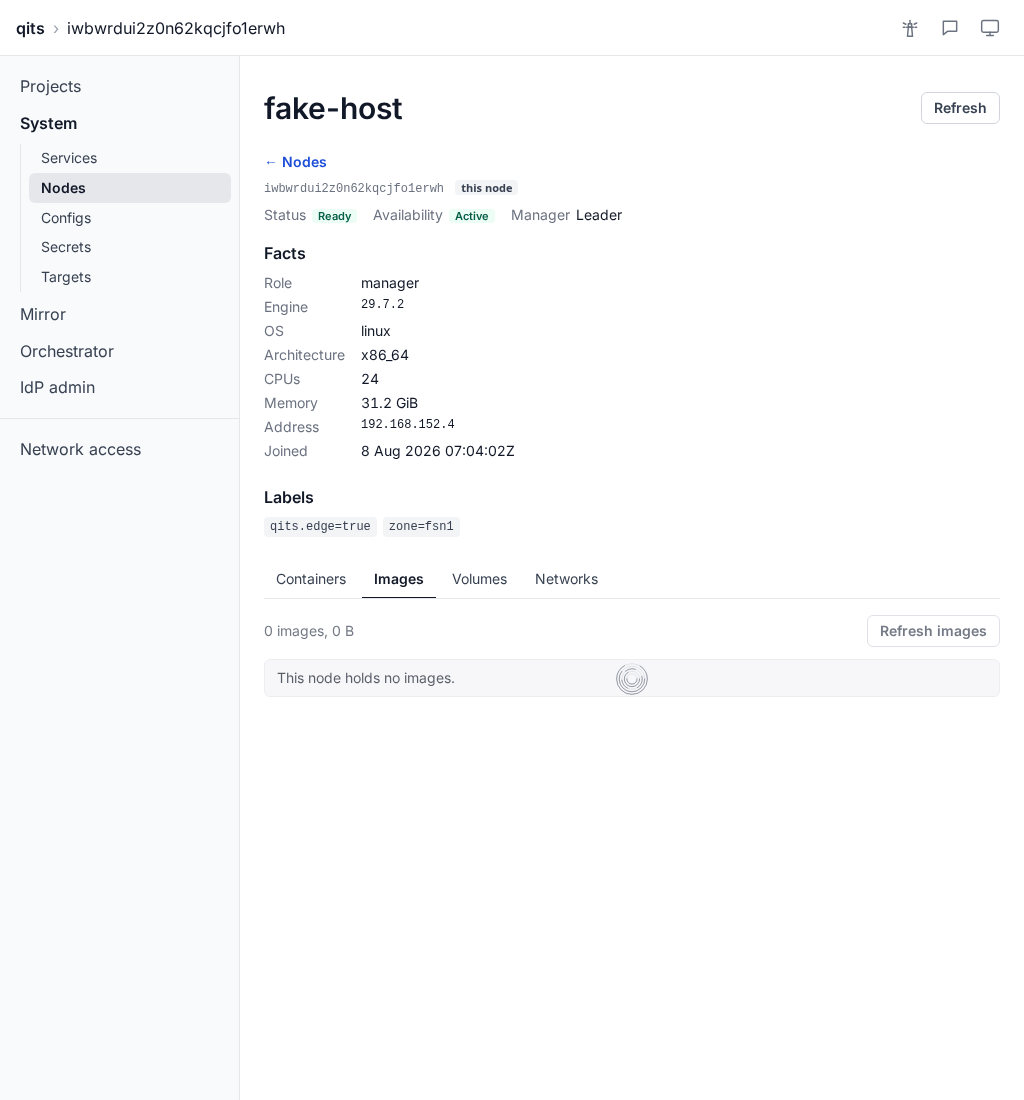 qits › iwbwrdui2z0n62kqcjfo1erwh
Projects
System
Services
Nodes
Configs
Secrets
Targets
Mirror
Orchestrator
IdP admin
Network access
fake-host
Refresh
← Nodes
iwbwrdui2z0n62kqcjfo1erwh this node
Status Ready Availability Active Manager Leader
Facts
Role manager
Engine 29.7.2
OS linux
Architecture x86_64
CPUs 24
Memory 31.2 GiB
Address 192.168.152.4
Joined 8 Aug 2026 07:04:02Z
Labels
qits.edge=true zone=fsn1
Containers Images Volumes Networks
0 images, 0 B
Refresh images
This node holds no images.